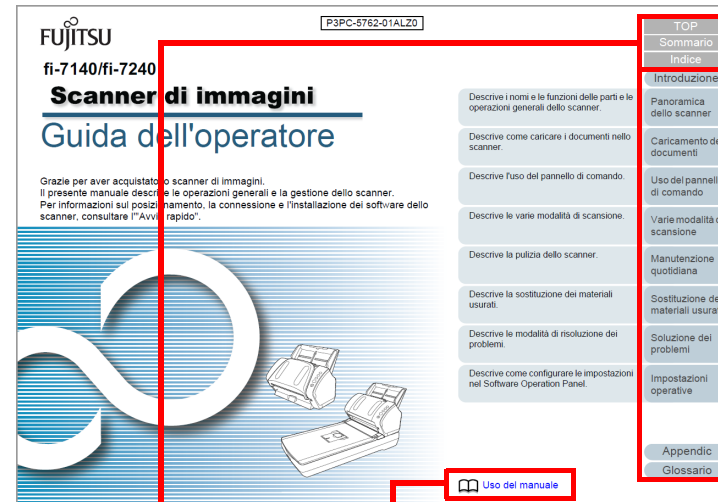 P3PC-5762-01ALZ0
FUJITSU
fi-7140/fi-7240
Scanner di immagini
Guida dell'operatore
Grazie per aver acquistato lo scanner di immagini.
Il presente manuale descrive le operazioni generali e la gestione dello scanner.
Per informazioni sul posizionamento, la connessione e l'installazione dei software dello
scanner, consultare l'"Avvio rapido".
Descrive i nomi e le funzioni delle parti e le
operazioni generali dello scanner.
Descrive come caricare i documenti nello
scanner.
Descrive l'uso del pannello di comando.
Descrive le varie modalità di scansione.
Descrive la pulizia dello scanner.
Descrive la sostituzione dei materiali
usurati.
Descrive le modalità di risoluzione dei
problemi.
Descrive come configurare le impostazioni
nel Software Operation Panel.
Uso del manuale
TOP
Sommario
Indice
Introduzione
Panoramica
dello scanner
Caricamento de
documenti
Uso del pannell
di comando
Varie modalità d
scansione
Manutenzione
quotidiana
Sostituzione de
materiali usurat
Soluzione dei
problemi
Impostazioni
operative
Appendic
Glossario